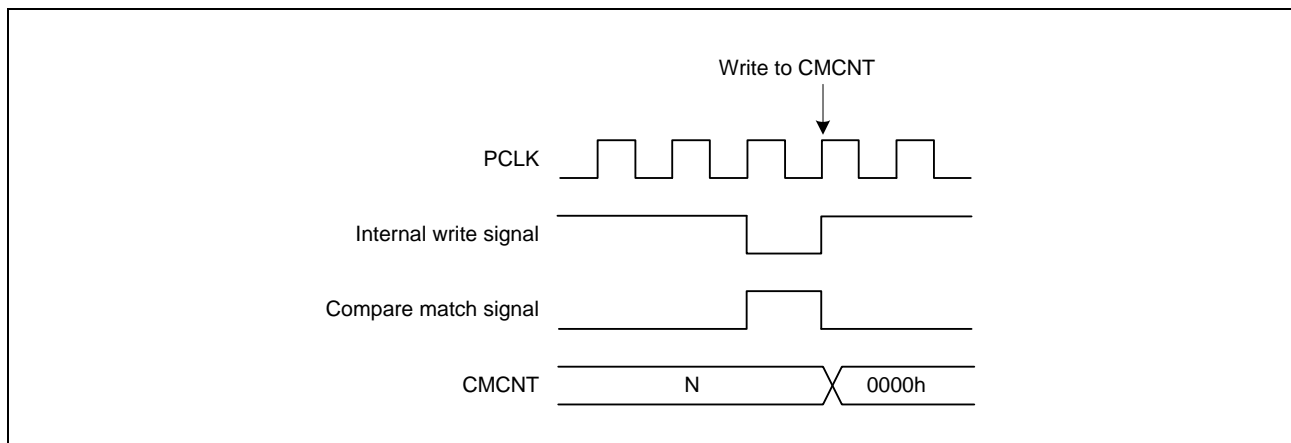 Write to CMCNT
PCLK
Internal write signal
Compare match signal
CMCNT N 0000h